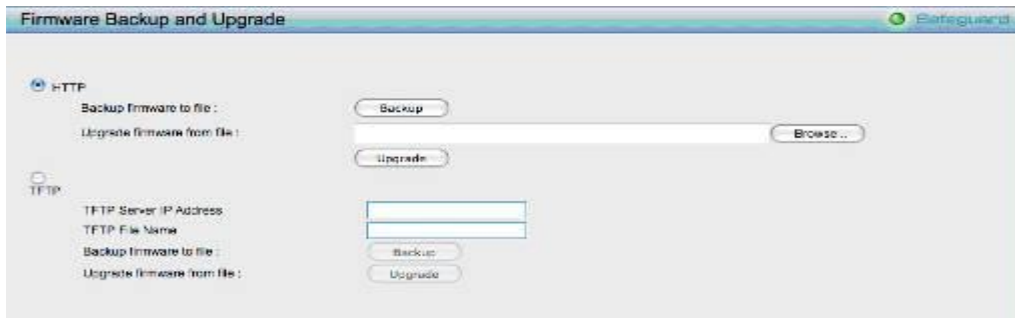 Firmware Backup and Upgrade Safeguard
HTTP
Backup firmware to file : Backup
Upgrade firmware from file : Browse...
Upgrade
TFTP
TFTP Server IP Address
TFTP File Name
Backup firmware to file : Backup
Upgrade firmware from file : Upgrade